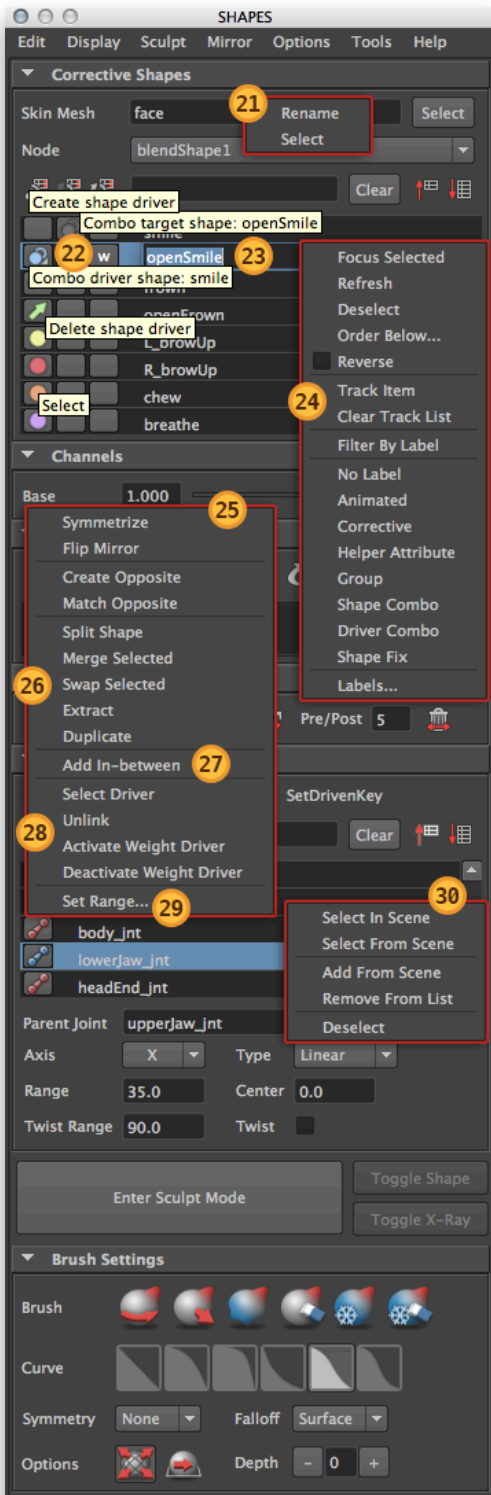 SHAPES
Edit Display Sculpt Mirror Options Tools Help
Corrective Shapes
Skin Mesh face Select
21
Rename
Select
Node blendShape1
Clear
Create shape driver
Combo target shape: openSmile
smile
22 w openSmile 23
Combo driver shape: smile
frown
openFrown
Delete shape driver
L_browUp
R_browUp
chew
Select
breathe
24
Focus Selected
Refresh
Deselect
Order Below...
Reverse
Track Item
Clear Track List
Filter By Label
No Label
Animated
Corrective
Helper Attribute
Group
Shape Combo
Driver Combo
Shape Fix
Labels...
Channels
Base 1.000
25
Symmetrize
Flip Mirror
Create Opposite
Match Opposite
Split Shape
Merge Selected
26 Swap Selected
Extract
Duplicate
Add In-between 27
Select Driver
28 Unlink
Activate Weight Driver
Deactivate Weight Driver
Set Range... 29
Pre/Post 5
SetDrivenKey
Clear
30
Select In Scene
Select From Scene
Add From Scene
Remove From List
Deselect
body_jnt
lowerJaw_jnt
headEnd_jnt
Parent Joint upperJaw_jnt
Axis X Type Linear
Range 35.0 Center 0.0
Twist Range 90.0 Twist
Enter Sculpt Mode
Toggle Shape
Toggle X-Ray
Brush Settings
Brush
Curve
Symmetry None Falloff Surface
Options Depth - 0 +